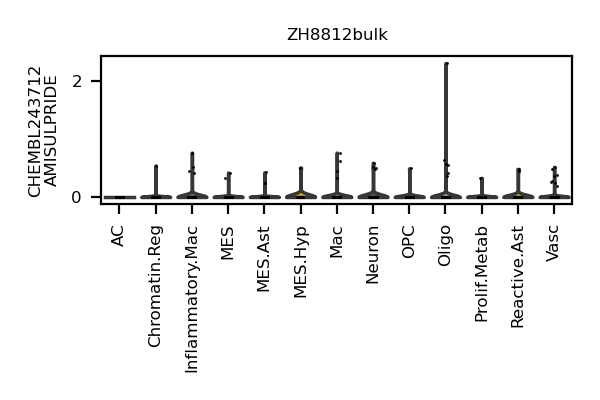 ZH8812bulk
CHEMBL243712
AMISULPRIDE
2
0
AC
Chromatin.Reg
Inflammatory.Mac
MES
MES.Ast
MES.Hyp
Mac
Neuron
OPC
Oligo
Prolif.Metab
Reactive.Ast
Vasc